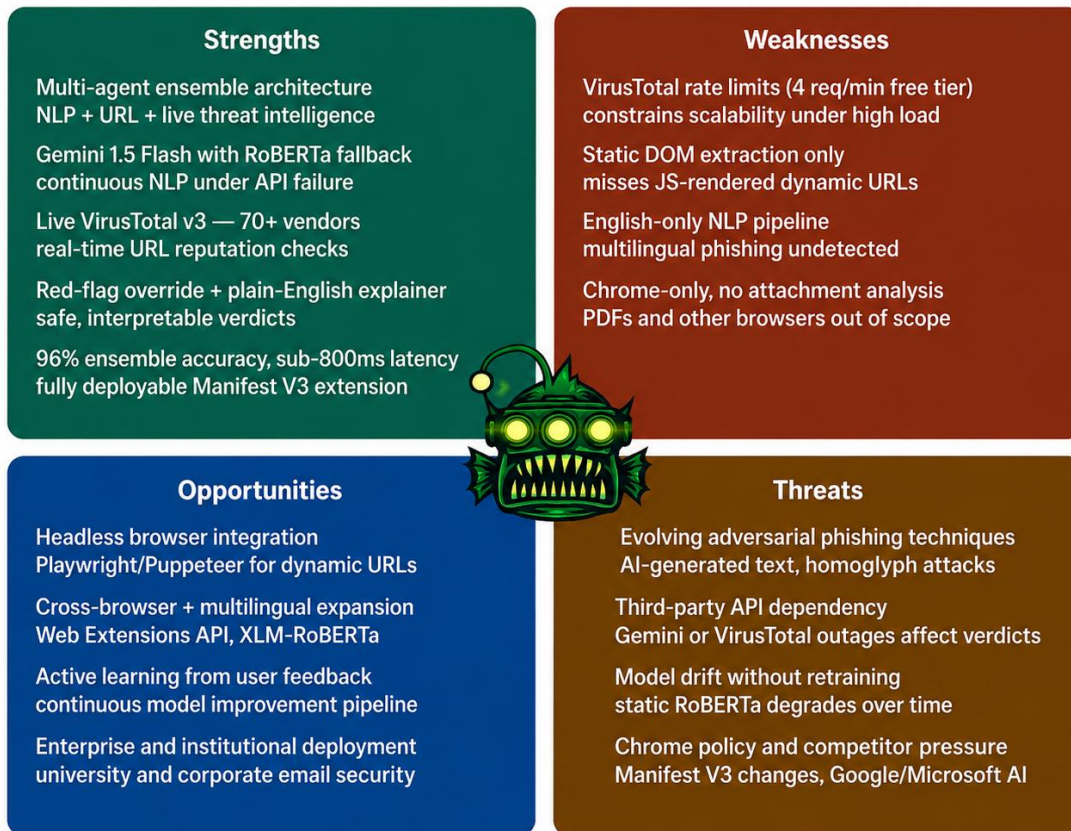 Strengths
Multi-agent ensemble architecture
NLP + URL + live threat intelligence
Gemini 1.5 Flash with RoBERTa fallback
continuous NLP under API failure
Live VirusTotal v3 — 70+ vendors
real-time URL reputation checks
Red-flag override + plain-English explainer
safe, interpretable verdicts
96% ensemble accuracy, sub-800ms latency
fully deployable Manifest V3 extension
Weaknesses
VirusTotal rate limits (4 req/min free tier)
constrains scalability under high load
Static DOM extraction only
misses JS-rendered dynamic URLs
English-only NLP pipeline
multilingual phishing undetected
Chrome-only, no attachment analysis
PDFs and other browsers out of scope
Opportunities
Headless browser integration
Playwright/Puppeteer for dynamic URLs
Cross-browser + multilingual expansion
Web Extensions API, XLM-RoBERTa
Active learning from user feedback
continuous model improvement pipeline
Enterprise and institutional deployment
university and corporate email security
Threats
Evolving adversarial phishing techniques
AI-generated text, homoglyph attacks
Third-party API dependency
Gemini or VirusTotal outages affect verdicts
Model drift without retraining
static RoBERTa degrades over time
Chrome policy and competitor pressure
Manifest V3 changes, Google/Microsoft AI